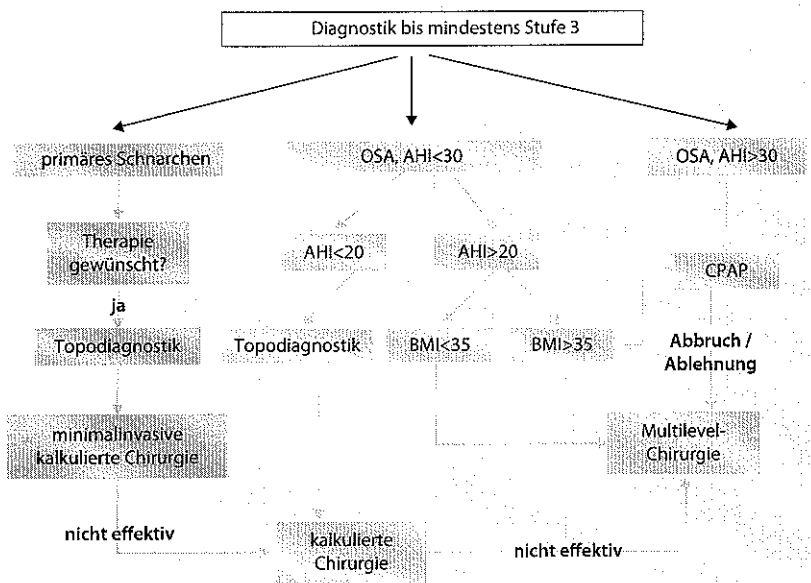 Diagnostik bis mindestens Stufe 3
primäres Schnarchen
OSA, AHI<30
OSA, AHI>30
Therapie
gewünscht?
AHI<20
AHI>20
CPAP
ja
Topodiagnostik
Topodiagnostik
BMI<35
BMI>35
Abbruch /
Ablehnung
minimalinvasive
kalkulierte Chirurgie
Multilevel-
Chirurgie
nicht effektiv
kalkulierte
Chirurgie
nicht effektiv